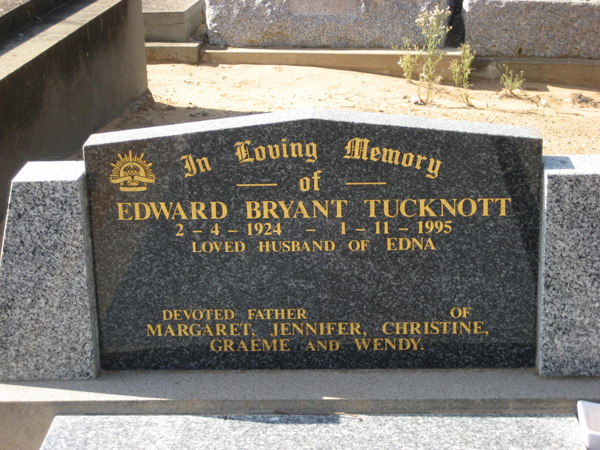 In Loving Memory
of
EDWARD BRYANT TUCKNOTT
2 – 4 – 1924 – 1 – 11 – 1995
LOVED HUSBAND OF EDNA
DEVOTED FATHER OF
MARGARET, JENNIFER, CHRISTINE,
GRAEME AND WENDY.